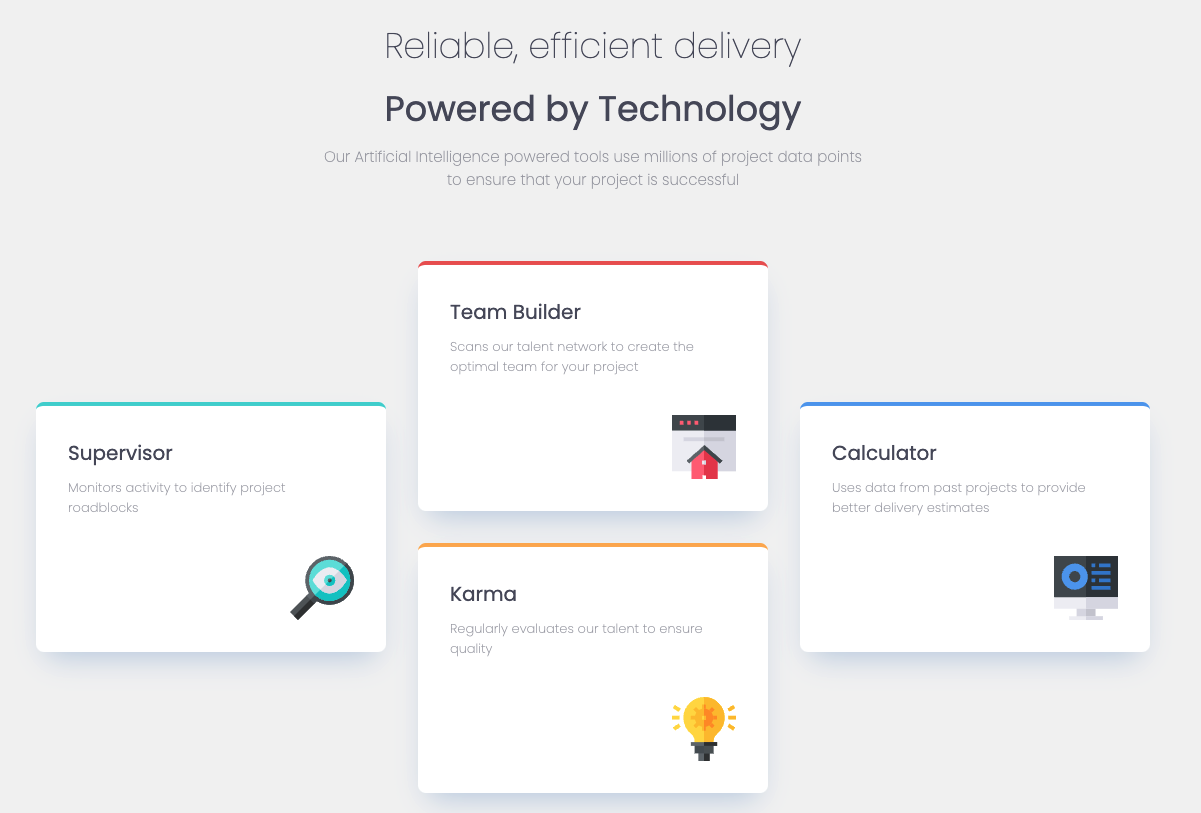 Reliable, efficient delivery
Powered by Technology
Our Artificial Intelligence powered tools use millions of project data points
to ensure that your project is successful
Supervisor
Monitors activity to identify project
roadblocks
Team Builder
Scans our talent network to create the
optimal team for your project
Karma
Regularly evaluates our talent to ensure
quality
Calculator
Uses data from past projects to provide
better delivery estimates